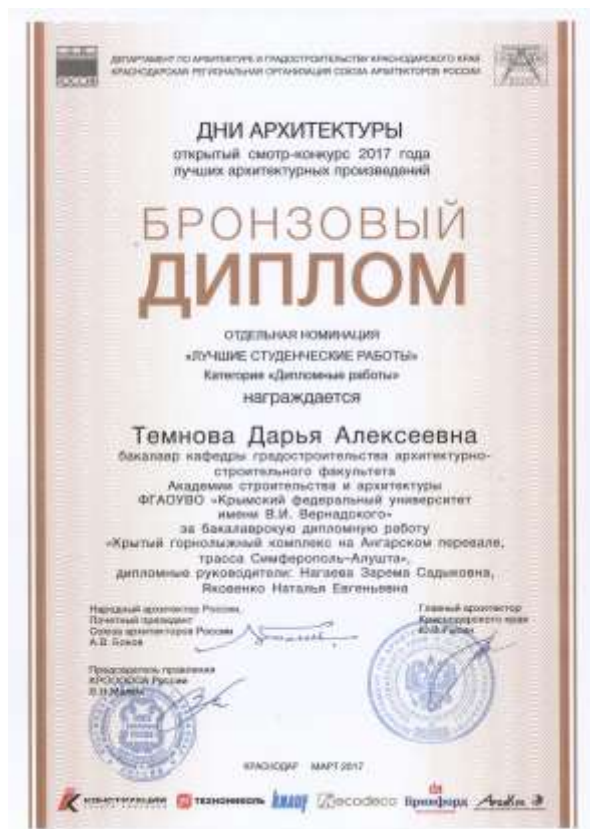 ДЕПАРТАМЕНТ ПО АРХИТЕКТУРЕ И ГРАДОСТРОИТЕЛЬСТВУ КРАСНОДАРСКОГО КРАЯ
КРАСНОДАРСКАЯ РЕГИОНАЛЬНАЯ ОРГАНИЗАЦИЯ СОЮЗА АРХИТЕКТОРОВ РОССИИ
ДНИ АРХИТЕКТУРЫ
открытый смотр-конкурс 2017 года
лучших архитектурных произведений
БРОНЗОВЫЙ
ДИПЛОМ
ОТДЕЛЬНАЯ НОМИНАЦИЯ
«ЛУЧШИЕ СТУДЕНЧЕСКИЕ РАБОТЫ»
Категория «Дипломные работы»
награждается
Темнова Дарья Алексеевна
бакалавр кафедры градостроительства архитектурно-
строительного факультета
Академии строительства и архитектуры
ФГАОУВО «Крымский федеральный университет
имени В.И. Вернадского»
за бакалаврскую дипломную работу
«Крытый горнолыжный комплекс на Ангарском перевале,
трасса Симферополь-Алушта»,
дипломные руководители: Нагаева Зарема Садыковна,
Яковенко Наталья Евгеньевна
Народный архитектор России,
Почетный президент
Союза архитекторов России
А.В. Боков
Главный архитектор
Краснодарского края
Председатель правления
КРООООСА России
КРАСНОДАР МАРТ 2017
КОНСТРУКЦИИ ТЕХНОНИКОЛЬ KNAUF ecodeco Бриквфорд